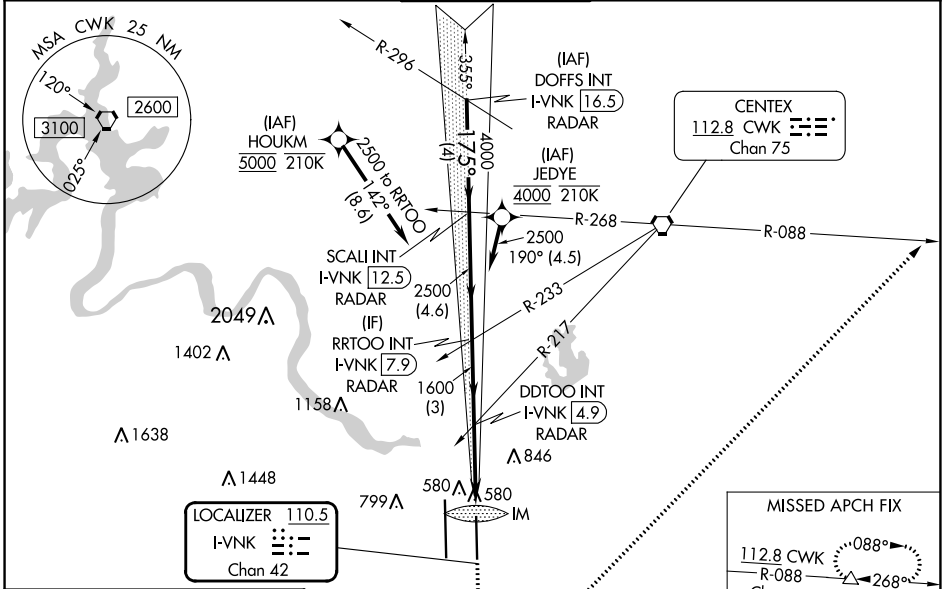 MSA CWK 25 NM
120°
2600
3100
025°
R-296
355°
(IAF)
DOFFS INT
I-VNK 16.5
RADAR
CENTEX
112.8 CWK
Chan 75
(IAF)
HOUKM
5000 210K
2500 to RRTOO
142°
(8.6)
175°
4000
(4)
(IAF)
JEDYE
4000 210K
R-268
R-088
2500
190° (4.5)
SCALI INT
I-VNK 12.5
RADAR
2500
(4.6)
R-233
R-217
(IF)
RRTOO INT
I-VNK 7.9
RADAR
1600
(3)
DDTOO INT
I-VNK 4.9
RADAR
2049
1402
1158
1638
1448
799
580
580
846
IM
LOCALIZER 110.5
I-VNK
Chan 42
MISSED APCH FIX
112.8 CWK
088°
R-088
268°